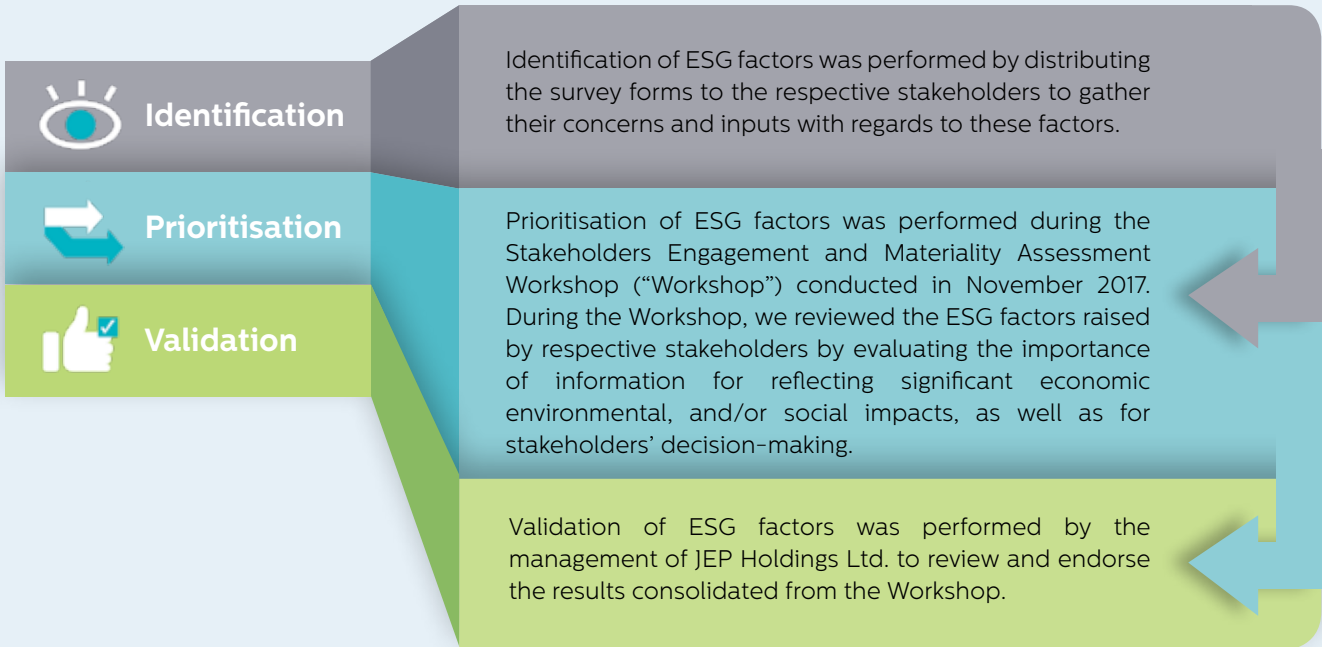 Identification
Identification of ESG factors was performed by distributing
the survey forms to the respective stakeholders to gather
their concerns and inputs with regards to these factors.
Prioritisation
Prioritisation of ESG factors was performed during the
Stakeholders Engagement and Materiality Assessment
Workshop (“Workshop”) conducted in November 2017.
During the Workshop, we reviewed the ESG factors raised
by respective stakeholders by evaluating the importance
of information for reflecting significant economic
environmental, and/or social impacts, as well as for
stakeholders’ decision-making.
Validation
Validation of ESG factors was performed by the
management of JEP Holdings Ltd. to review and endorse
the results consolidated from the Workshop.